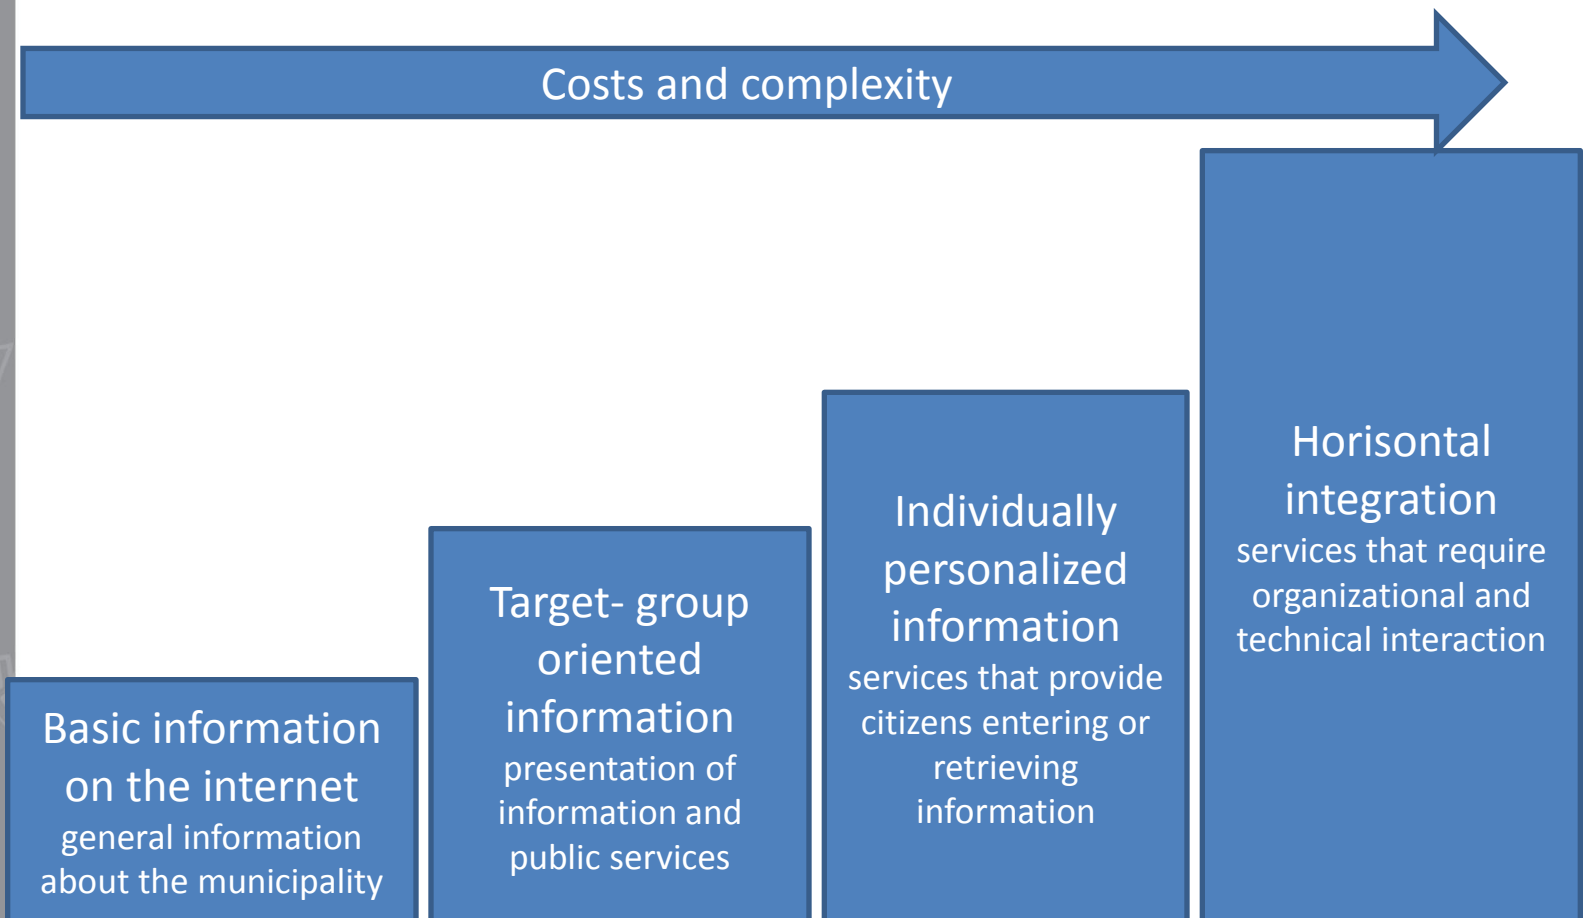 Costs and complexity
Basic information
on the internet
general information
about the municipality
Target- group
oriented
information
presentation of
information and
public services
Individually
personalized
information
services that provide
citizens entering or
retrieving
information
Horisontal
integration
services that require
organizational and
technical interaction